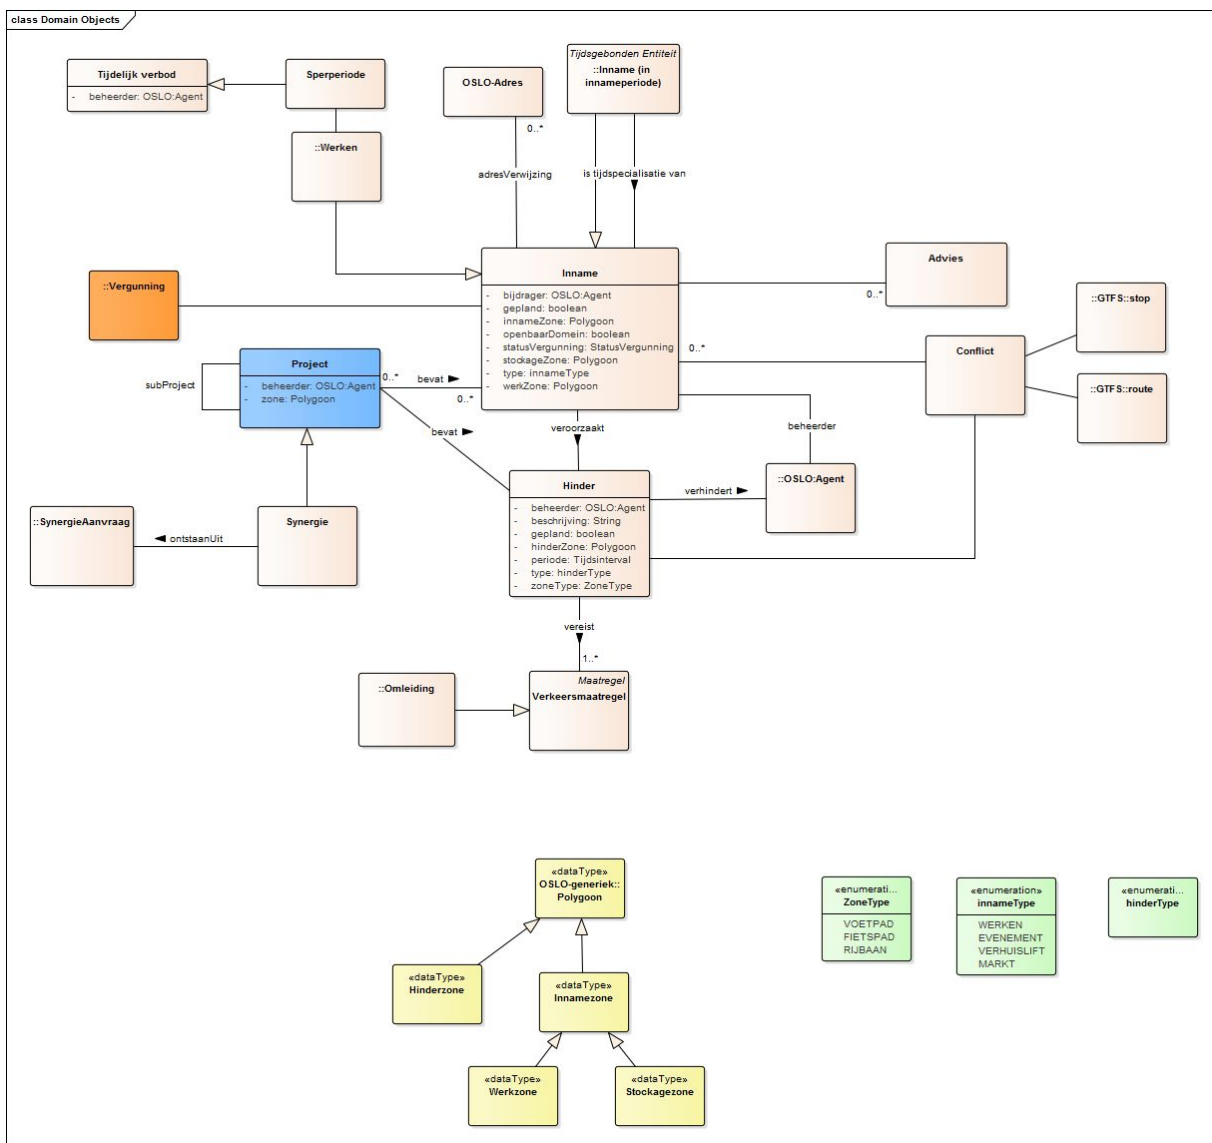 class Domain Objects
Tijdelijk verbod
- beheerder: OSLO:Agent
Sperperiode
OSLO-Adres
0..*
Tijdsgebonden Entiteit
::Inname (in
innameperiode)
::Werken
adresVerwijzing
is tijdspecialisatie van
::Vergunning
Inname
- bijdrager: OSLO:Agent
- gepland: boolean
- innameZone: Polygoon
- openbaarDomein: boolean
- statusVergunning: StatusVergunning
- stockageZone: Polygoon
- type: innameType
- werkZone: Polygoon
Advies
0..*
::GTFS::stop
0..*
Conflict
::GTFS::route
Project
- beheerder: OSLO:Agent
- zone: Polygoon
subProject
0..*
bevat
0..*
bevat
veroorzaakt
beheerder
Hinder
- beheerder: OSLO:Agent
- beschrijving: String
- gepland: boolean
- hinderZone: Polygoon
- periode: Tijdsinterval
- type: hinderType
- zoneType: ZoneType
verhindert
::OSLO:Agent
::SynergieAanvraag
ontstaanUit
Synergie
vereist
1..*
::Omleiding
Maatregel
Verkeersmaatregel
«dataType»
OSLO-generiek::
Polygoon
«dataType»
Hinderzone
«dataType»
Innamezone
«dataType»
Werkzone
«dataType»
Stockagezone
«enumerati...
ZoneType
VOETPAD
FIETSPAD
RIJBAAN
«enumeration»
innameType
WERKEN
EVENEMENT
VERHUISLIFT
MARKT
«enumerati...
hinderType